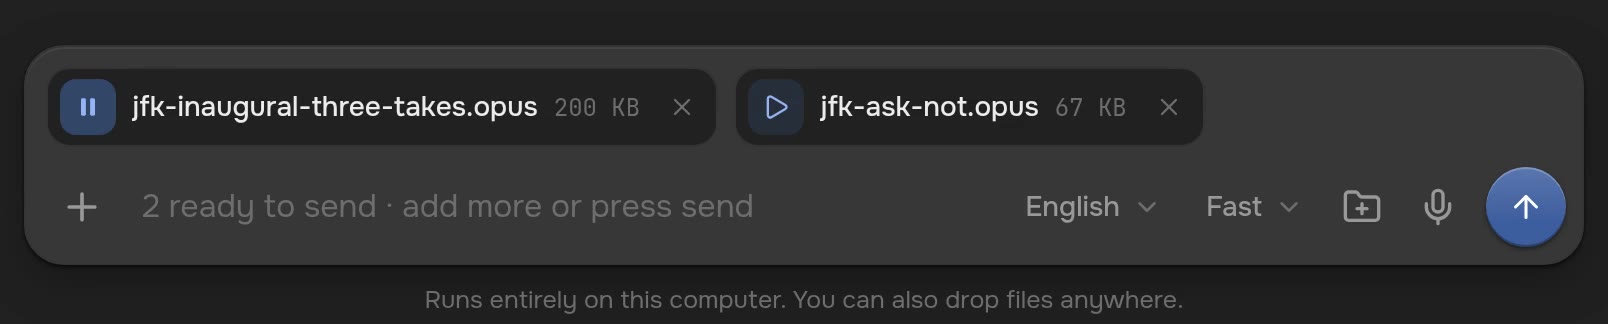 jfk-inaugural-three-takes.opus 200 KB jfk-ask-not.opus 67 KB
2 ready to send · add more or press send English Fast
Runs entirely on this computer. You can also drop files anywhere.